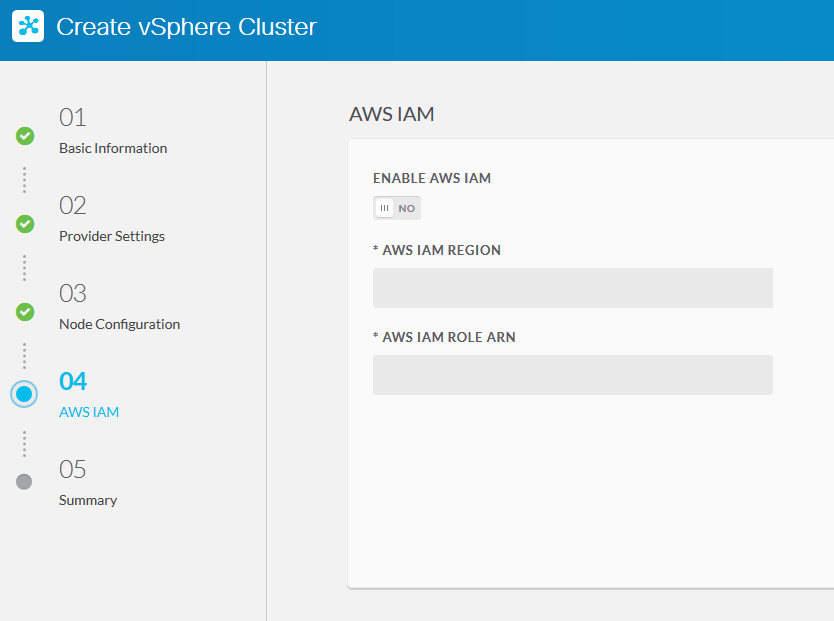 Create vSphere Cluster
01
Basic Information
02
Provider Settings
03
Node Configuration
04
AWS IAM
05
Summary
AWS IAM
ENABLE AWS IAM
NO
* AWS IAM REGION
* AWS IAM ROLE ARN